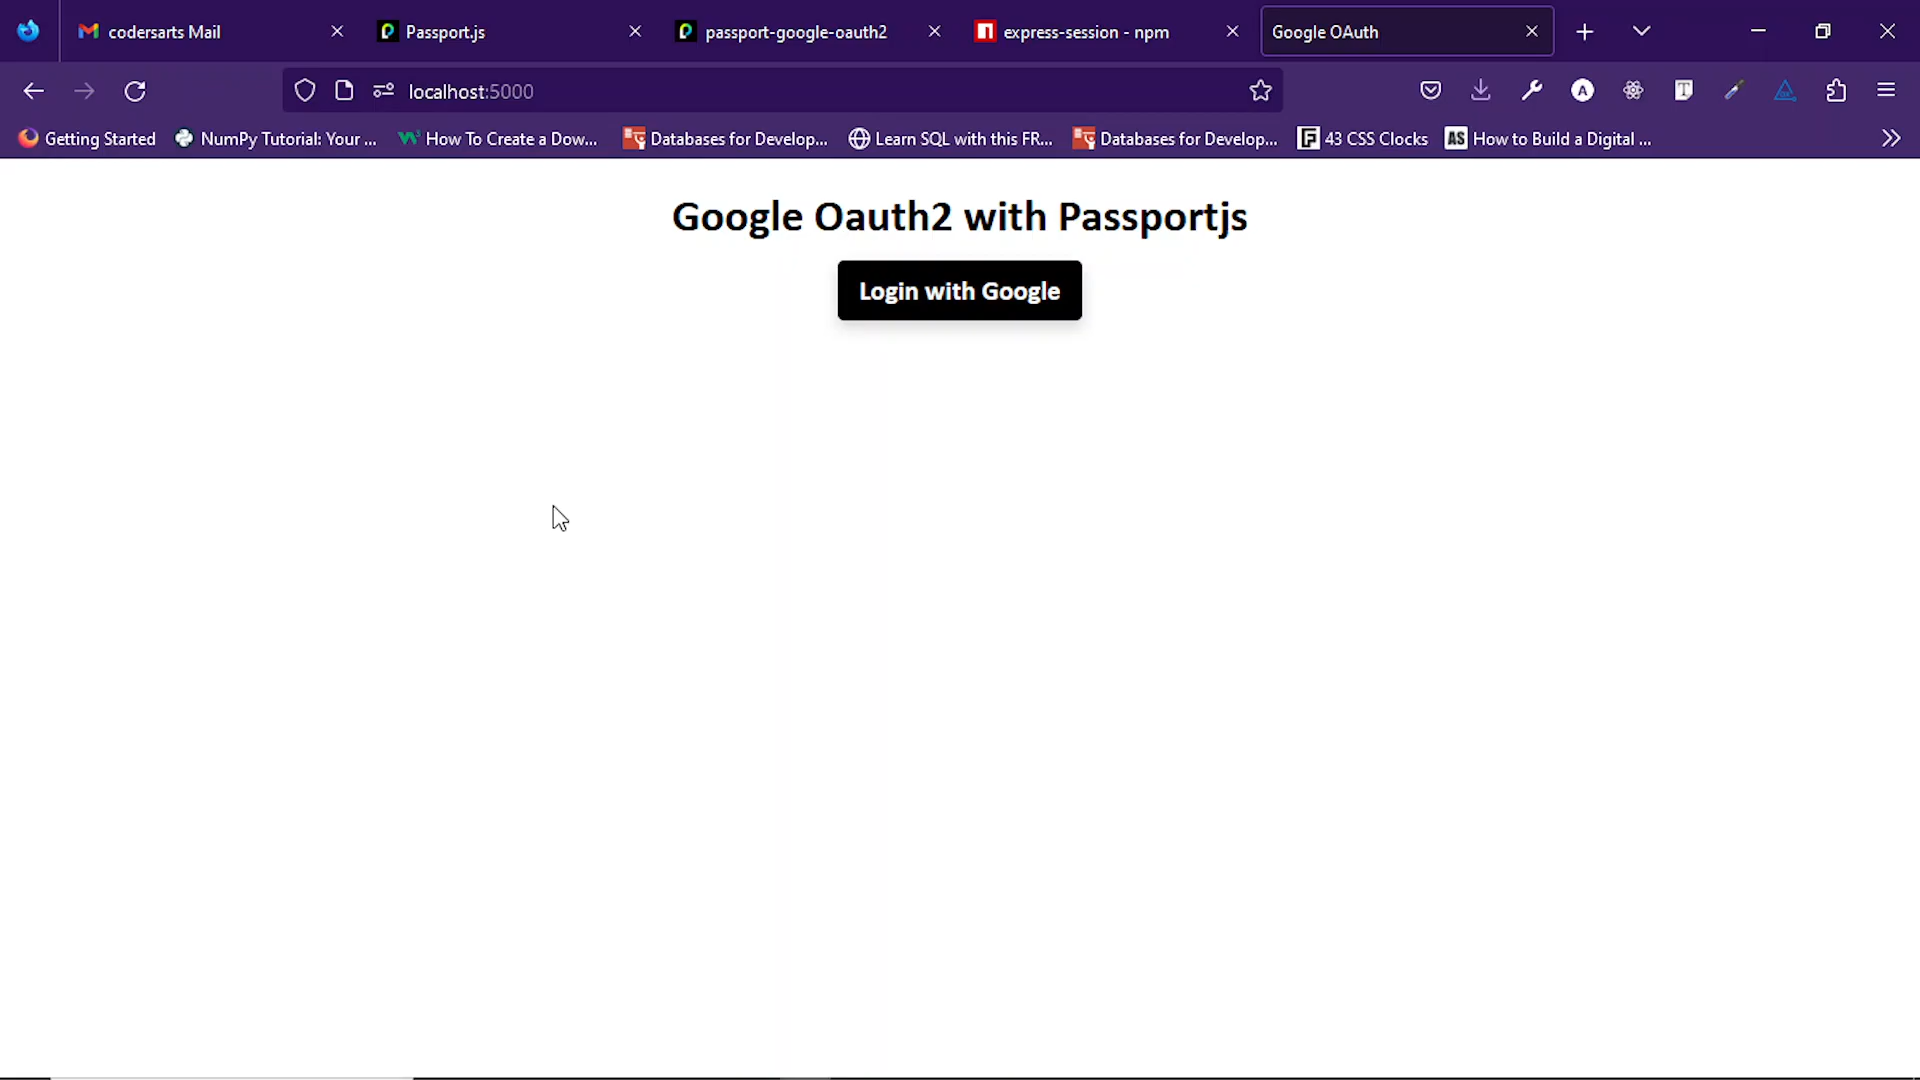 codersarts Mail
Passport.js
passport-google-oauth2
express-session - npm
Google OAuth
localhost:5000
Getting Started
NumPy Tutorial: Your ...
How To Create a Dow...
Databases for Develop...
Learn SQL with this FR...
Databases for Develop...
43 CSS Clocks
AS How to Build a Digital ...
Google Oauth2 with Passportjs
Login with Google